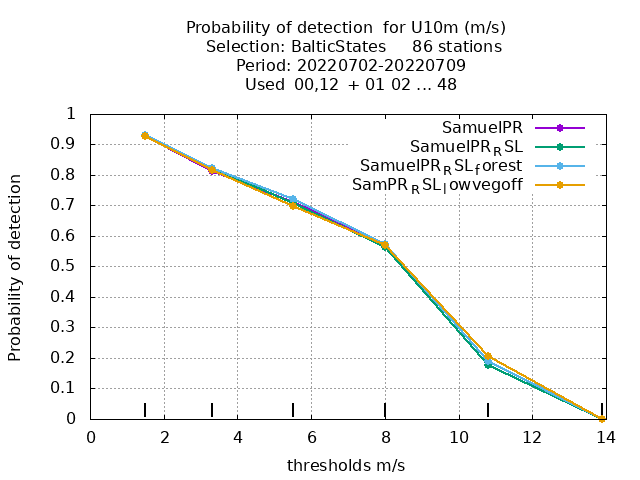 Probability of detection for U10m (m/s)
Selection: BalticStates 86 stations
Period: 20220702-20220709
Used 00,12 + 01 02 ... 48
SamuelPR
SamuelPR_RSL
SamuelPR_RSL_forest
SamPR_RSL_lowvegoff
1
0.9
0.8
0.7
0.6
0.5
0.4
0.3
0.2
0.1
0
Probability of detection
0 2 4 6 8 10 12 14
thresholds m/s